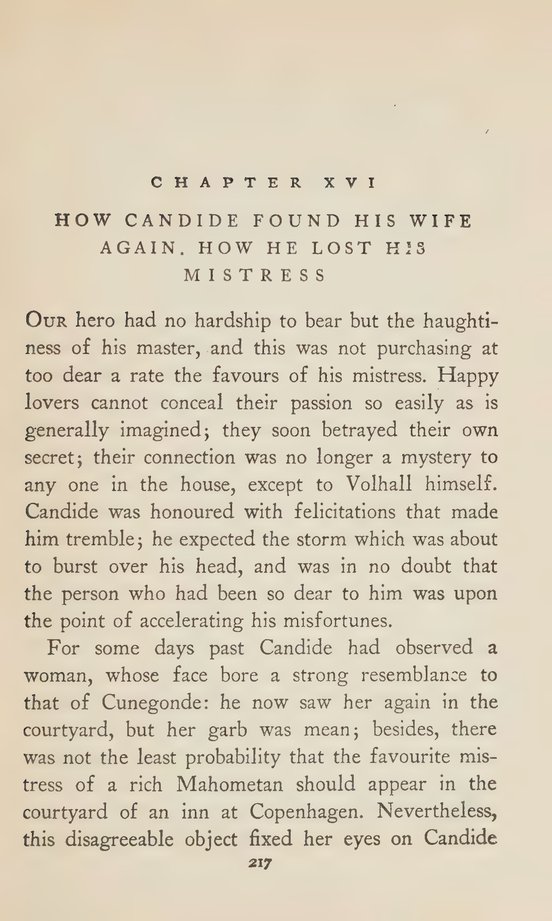 CHAPTER XVI
HOW CANDIDE FOUND HIS WIFE
AGAIN. HOW HE LOST HIS
MISTRESS
OUR hero had no hardship to bear but the haughti-
ness of his master, and this was not purchasing at
too dear a rate the favours of his mistress. Happy
lovers cannot conceal their passion so easily as is
generally imagined; they soon betrayed their own
secret; their connection was no longer a mystery to
any one in the house, except to Volhall himself.
Candide was honoured with felicitations that made
him tremble; he expected the storm which was about
to burst over his head, and was in no doubt that
the person who had been so dear to him was upon
the point of accelerating his misfortunes.
For some days past Candide had observed a
woman, whose face bore a strong resemblance to
that of Cunegonde: he now saw her again in the
courtyard, but her garb was mean; besides, there
was not the least probability that the favourite mis-
tress of a rich Mahometan should appear in the
courtyard of an inn at Copenhagen. Nevertheless,
this disagreeable object fixed her eyes on Candide
217